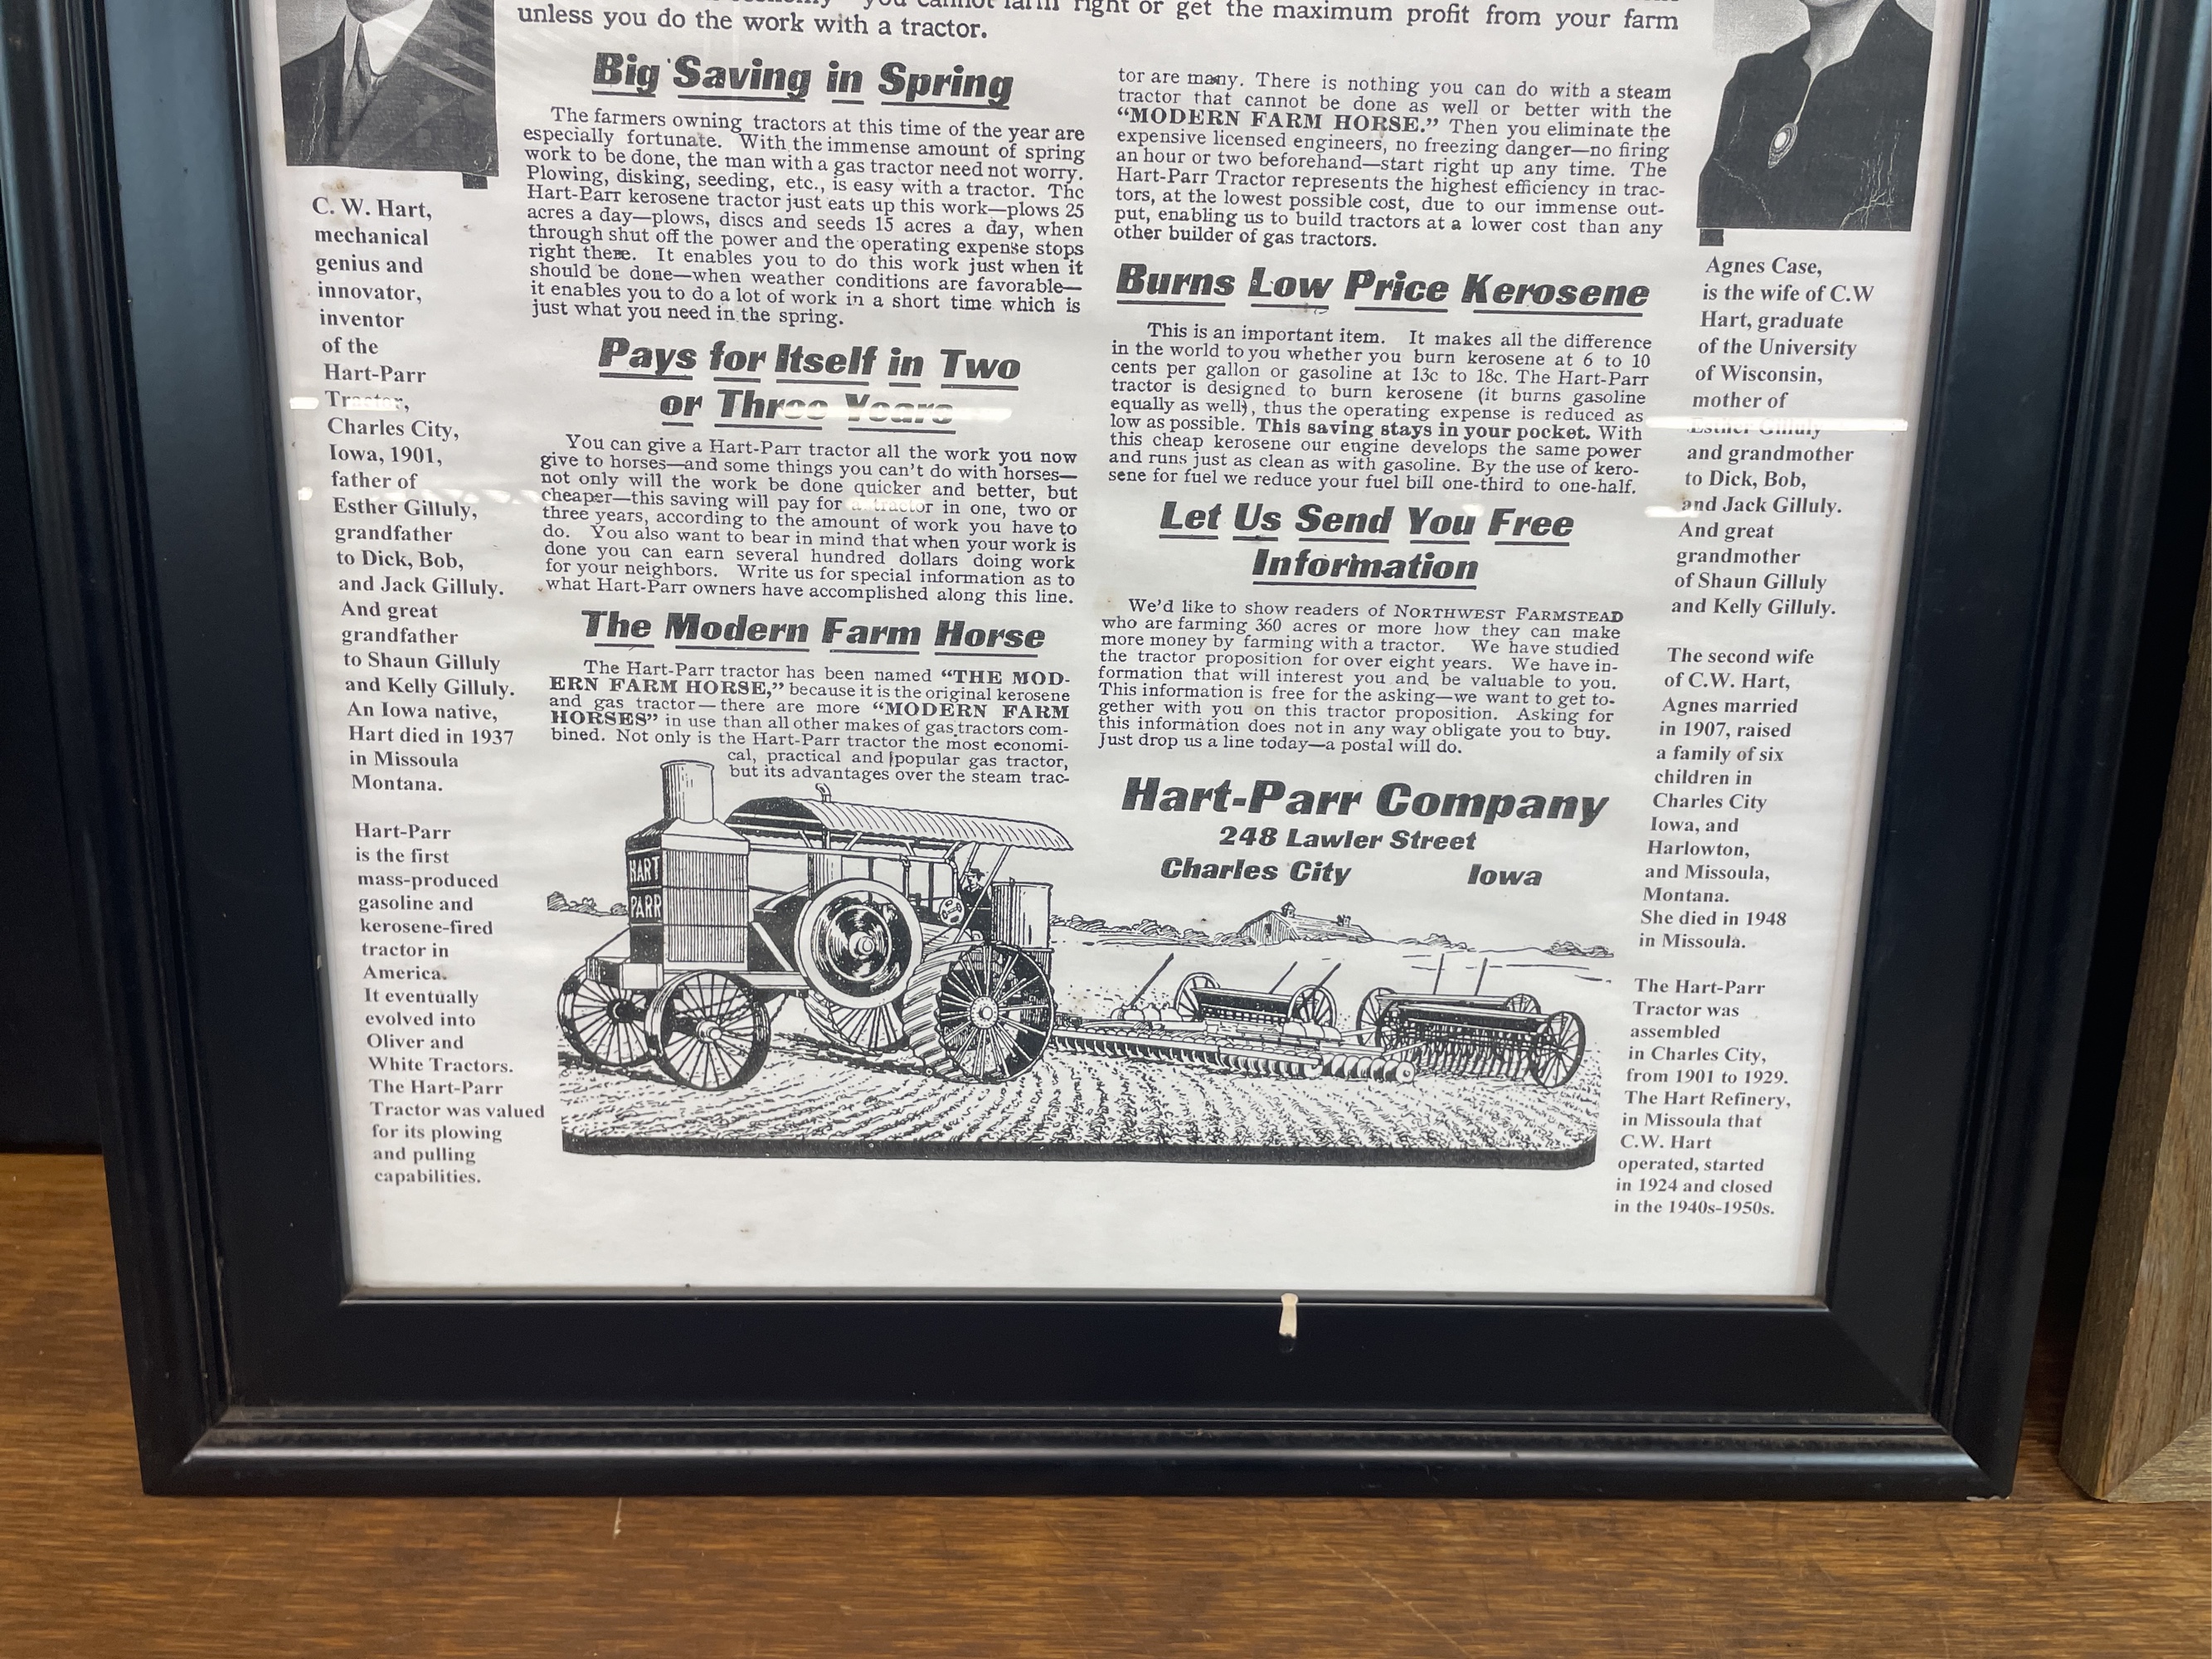 right or get the maximum profit from your farm
unless you do the work with a tractor.
C. W. Hart,
mechanical
genius and
innovator,
inventor
of the
Hart-Parr
Tractor,
Charles City,
Iowa, 1901,
father of
Esther Gilluly,
grandfather
to Dick, Bob,
and Jack Gilluly.
And great
grandfather
to Shaun Gilluly
and Kelly Gilluly.
An Iowa native,
Hart died in 1937
in Missoula
Montana.
Hart-Parr
is the first
mass-produced
gasoline and
kerosene-fired
tractor in
America.
It eventually
evolved into
Oliver and
White Tractors.
The Hart-Parr
Tractor was valued
for its plowing
and pulling
capabilities.
Big Saving in Spring
The farmers owning tractors at this time of the year are
especially fortunate. With the immense amount of spring
work to be done, the man with a gas tractor need not worry.
Plowing, disking, seeding, etc., is easy with a tractor. The
Hart-Parr kerosene tractor just eats up this work—plows 25
acres a day—plows, discs and seeds 15 acres a day, when
through shut off the power and the operating expense stops
right there. It enables you to do this work just when it
should be done—when weather conditions are favorable—
it enables you to do a lot of work in a short time which is
just what you need in the spring.
Pays for Itself in Two
or Three Years
You can give a Hart-Parr tractor all the work you now
give to horses—and some things you can't do with horses—
not only will the work be done quicker and better, but
cheaper—this saving will pay for a tractor in one, two or
three years, according to the amount of work you have to
do. You also want to bear in mind that when your work is
done you can earn several hundred dollars doing work
for your neighbors. Write us for special information as to
what Hart-Parr owners have accomplished along this line.
The Modern Farm Horse
The Hart-Parr tractor has been named “THE MOD-
ERN FARM HORSE,” because it is the original kerosene
and gas tractor—there are more “MODERN FARM
HORSES” in use than all other makes of gas tractors com-
bined. Not only is the Hart-Parr tractor the most economi-
cal, practical and popular gas tractor,
but its advantages over the steam trac-
HART
PARR
tor are many. There is nothing you can do with a steam
tractor that cannot be done as well or better with the
“MODERN FARM HORSE.” Then you eliminate the
expensive licensed engineers, no freezing danger—no firing
an hour or two beforehand—start right up any time. The
Hart-Parr Tractor represents the highest efficiency in trac-
tors, at the lowest possible cost, due to our immense out-
put, enabling us to build tractors at a lower cost than any
other builder of gas tractors.
Burns Low Price Kerosene
This is an important item. It makes all the difference
in the world to you whether you burn kerosene at 6 to 10
cents per gallon or gasoline at 13c to 18c. The Hart-Parr
tractor is designed to burn kerosene (it burns gasoline
equally as well), thus the operating expense is reduced as
low as possible. This saving stays in your pocket. With
this cheap kerosene our engine develops the same power
and runs just as clean as with gasoline. By the use of kero-
sene for fuel we reduce your fuel bill one-third to one-half.
Let Us Send You Free
Information
We'd like to show readers of NORTHWEST FARMSTEAD
who are farming 360 acres or more how they can make
more money by farming with a tractor. We have studied
the tractor proposition for over eight years. We have in-
formation that will interest you and be valuable to you.
This information is free for the asking—we want to get to-
gether with you on this tractor proposition. Asking for
this information does not in any way obligate you to buy.
Just drop us a line today—a postal will do.
Hart-Parr Company
248 Lawler Street
Charles City Iowa
Agnes Case,
is the wife of C.W
Hart, graduate
of the University
of Wisconsin,
mother of
Esther Gilluly
and grandmother
to Dick, Bob,
and Jack Gilluly.
And great
grandmother
of Shaun Gilluly
and Kelly Gilluly.
The second wife
of C.W. Hart,
Agnes married
in 1907, raised
a family of six
children in
Charles City
Iowa, and
Harlowton,
and Missoula,
Montana.
She died in 1948
in Missoula.
The Hart-Parr
Tractor was
assembled
in Charles City,
from 1901 to 1929.
The Hart Refinery,
in Missoula that
C.W. Hart
operated, started
in 1924 and closed
in the 1940s-1950s.